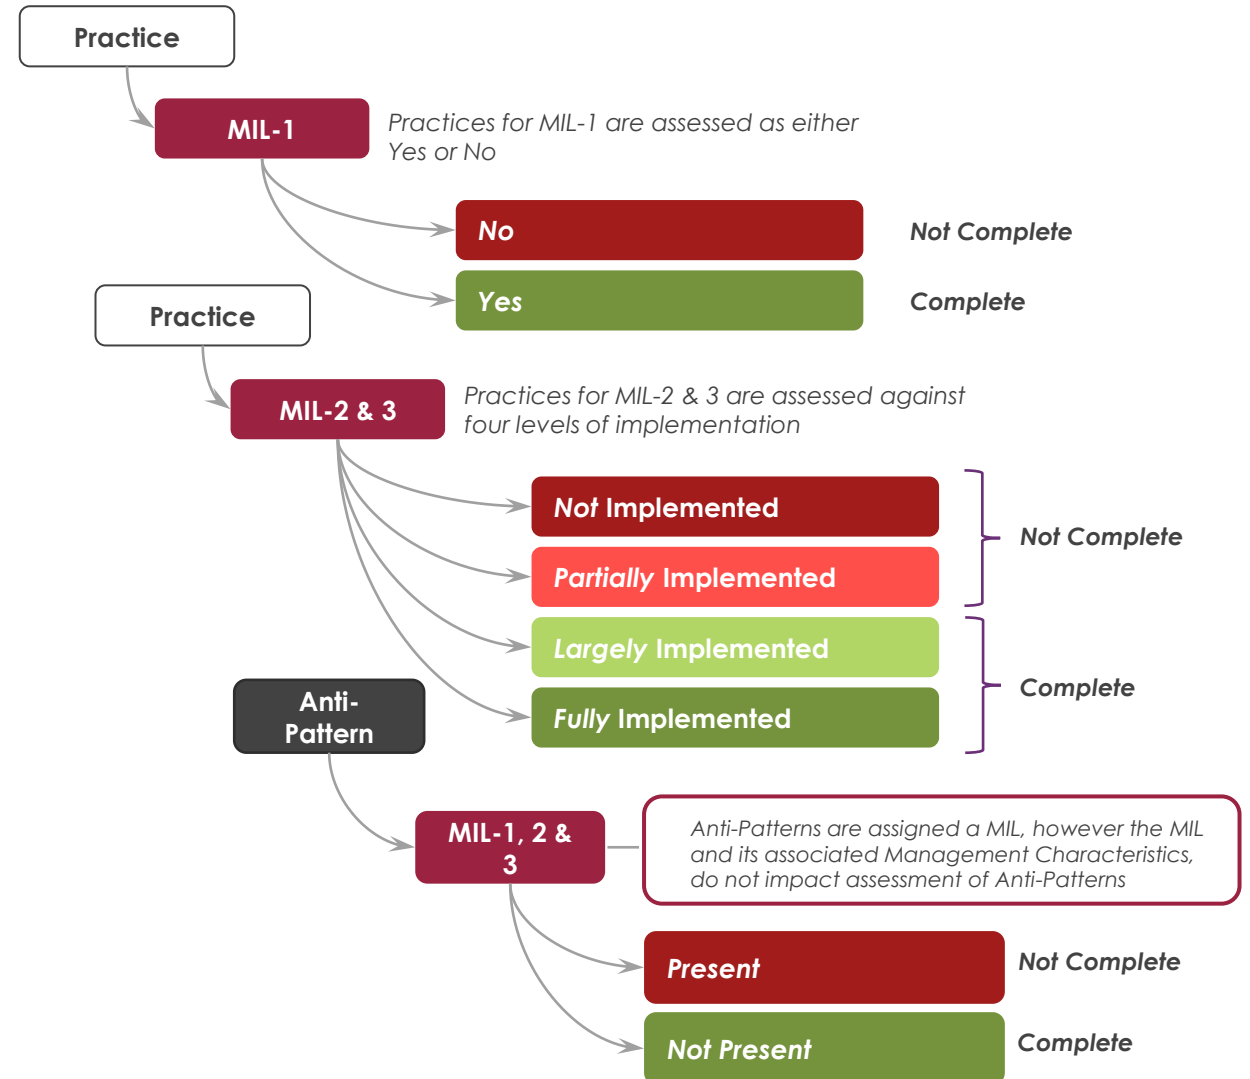 Practice
MIL-1
Practices for MIL-1 are assessed as either
Yes or No
No
Not Complete
Yes
Complete
Practice
MIL-2 & 3
Practices for MIL-2 & 3 are assessed against
four levels of implementation
Not Implemented
Partially Implemented
Not Complete
Largely Implemented
Fully Implemented
Complete
Anti-
Pattern
MIL-1, 2 &
3
Anti-Patterns are assigned a MIL, however the MIL
and its associated Management Characteristics,
do not impact assessment of Anti-Patterns
Present
Not Complete
Not Present
Complete